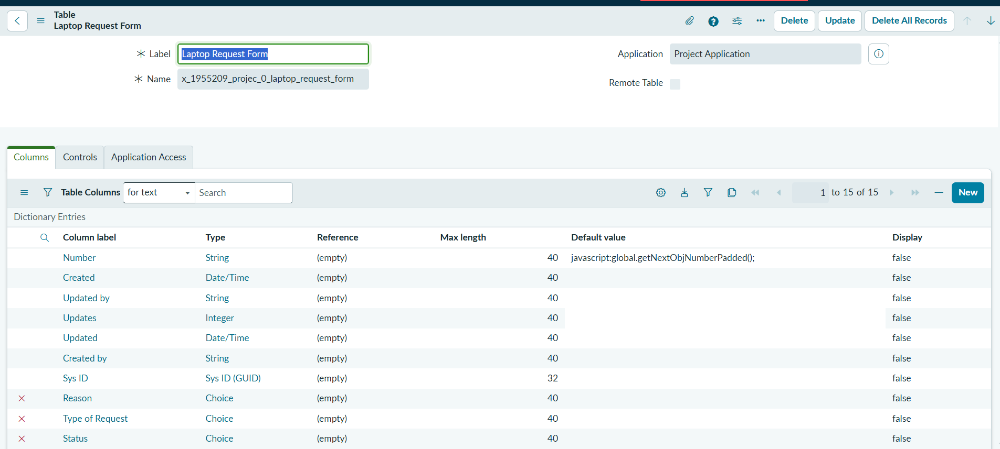 Table
Laptop Request Form
Delete Update Delete All Records
Label Laptop Request Form Application Project Application
Name x_1955209_projec_0_laptop_request_form Remote Table
Columns Controls Application Access
Table Columns for text Search 1 to 15 of 15 New
Dictionary Entries
Column label Type Reference Max length Default value Display
Number String (empty) 40 javascript:global.getNextObjNumberPadded(); false
Created Date/Time (empty) 40 false
Updated by String (empty) 40 false
Updates Integer (empty) 40 false
Updated Date/Time (empty) 40 false
Created by String (empty) 40 false
Sys ID Sys ID (GUID) (empty) 32 false
Reason Choice (empty) 40 false
Type of Request Choice (empty) 40 false
Status Choice (empty) 40 false